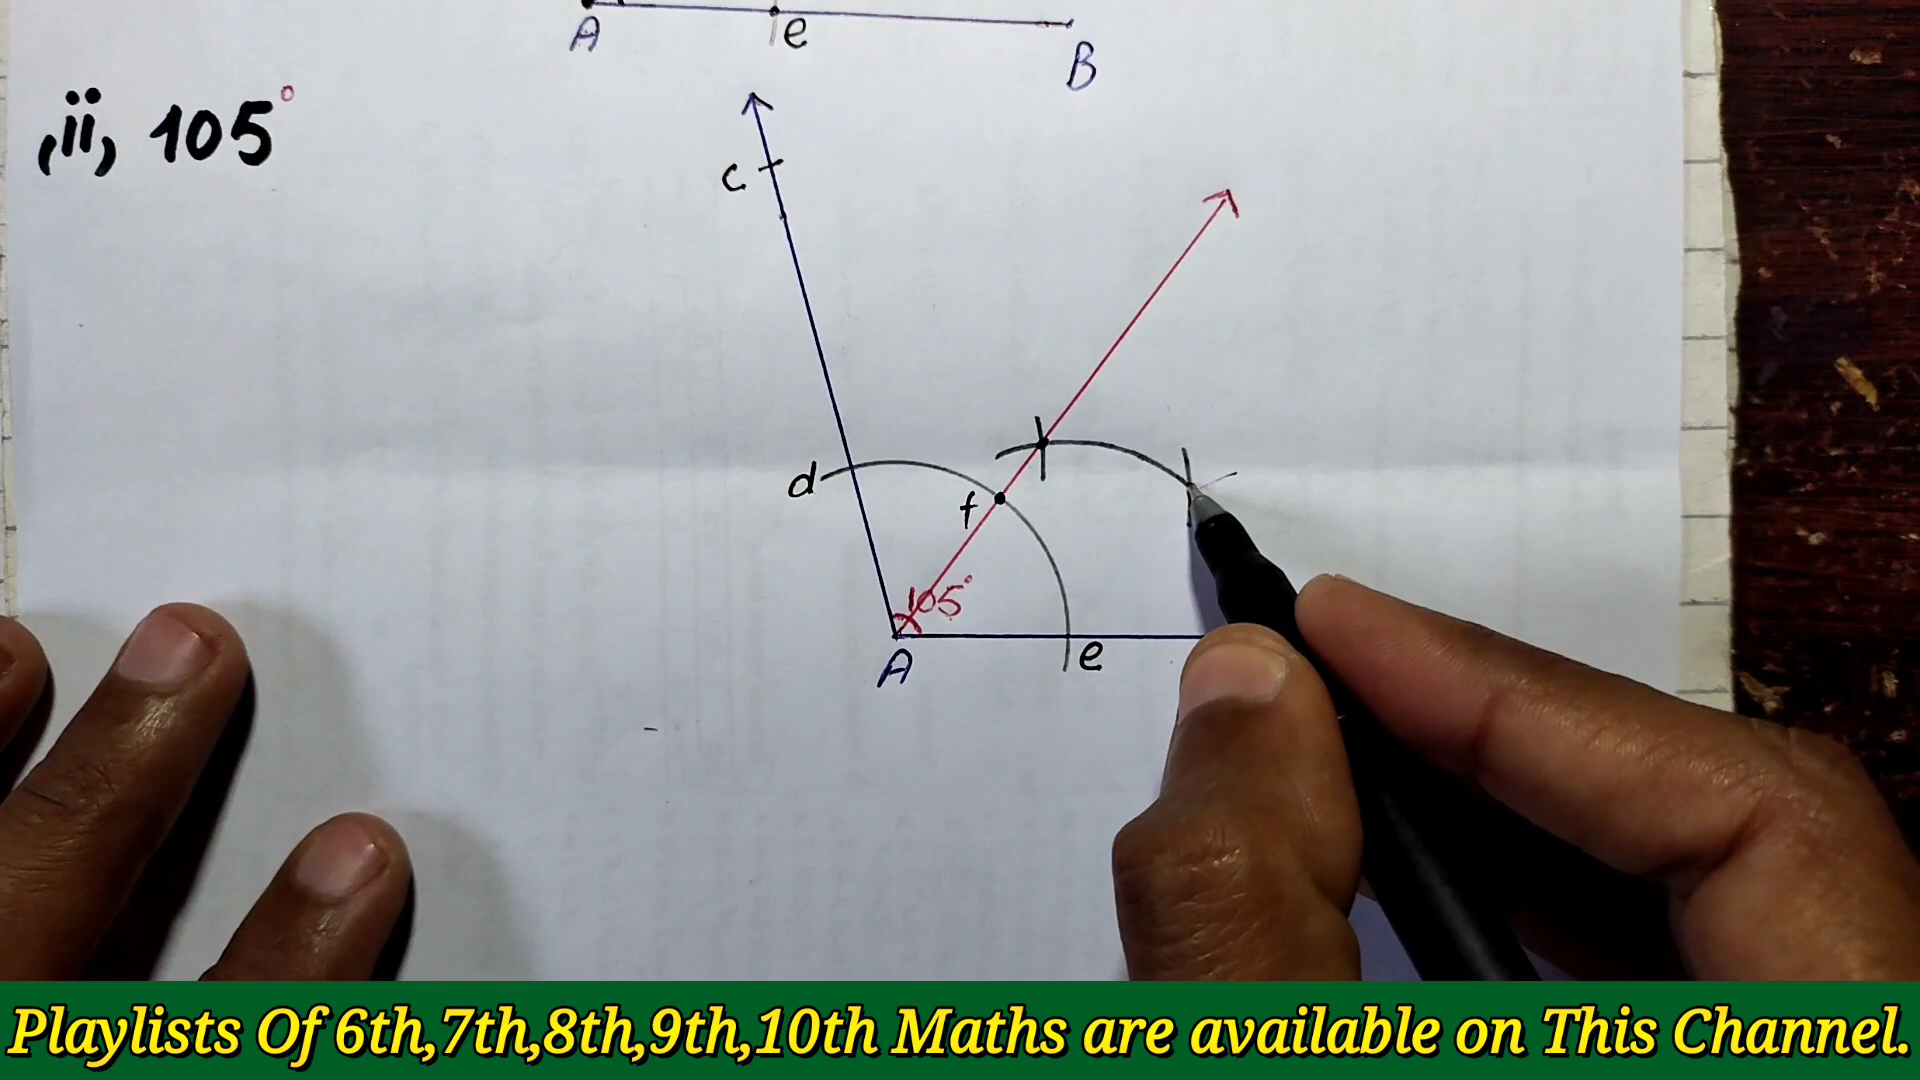 A e B
(ii) 105°
c
d
f
105°
A e
Playlists Of 6th,7th,8th,9th,10th Maths are available on This Channel.